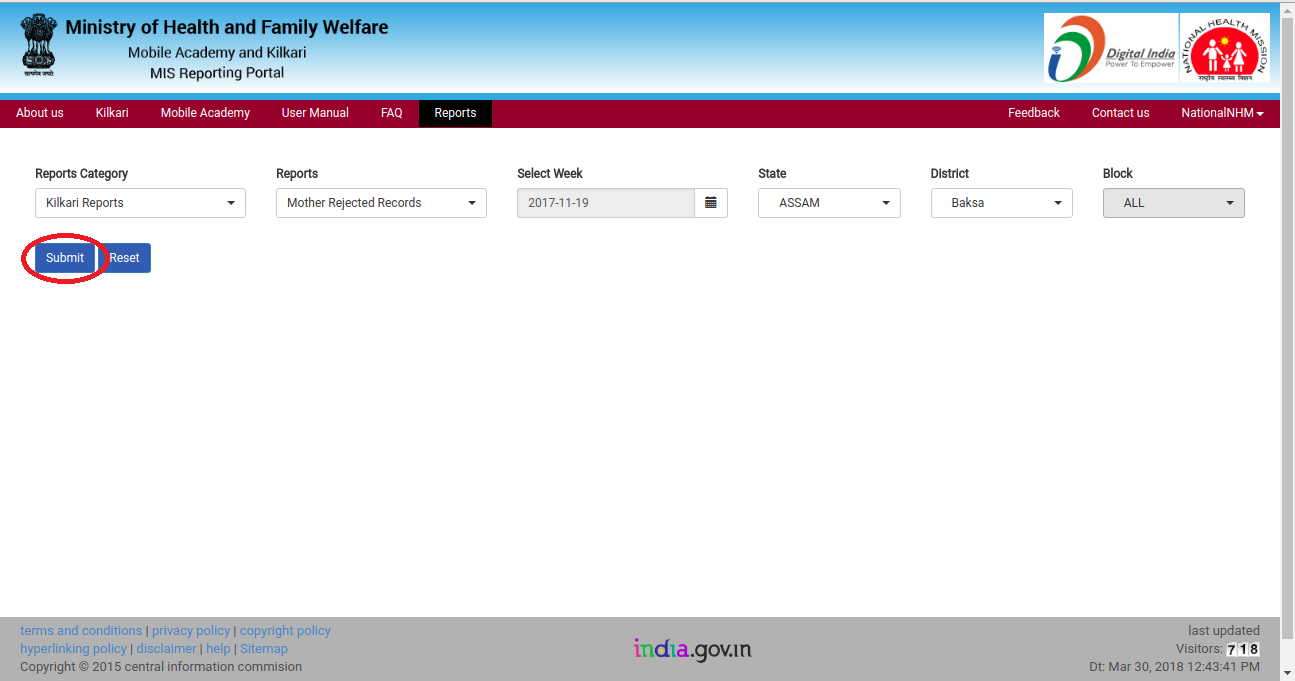 Ministry of Health and Family Welfare
Mobile Academy and Kilkari
MIS Reporting Portal
सत्यमेव जयते
Digital India
Power To Empower
NATIONAL HEALTH MISSION
राष्ट्रीय स्वास्थ्य मिशन
About us Kilkari Mobile Academy User Manual FAQ Reports Feedback Contact us NationalNHM
Reports Category Reports Select Week State District Block
Kilkari Reports Mother Rejected Records 2017-11-19 ASSAM Baksa ALL
Submit Reset
terms and conditions | privacy policy | copyright policy
hyperlinking policy | disclaimer | help | Sitemap
Copyright © 2015 central information commision
india.gov.in
last updated
Visitors: 718
Dt: Mar 30, 2018 12:43:41 PM